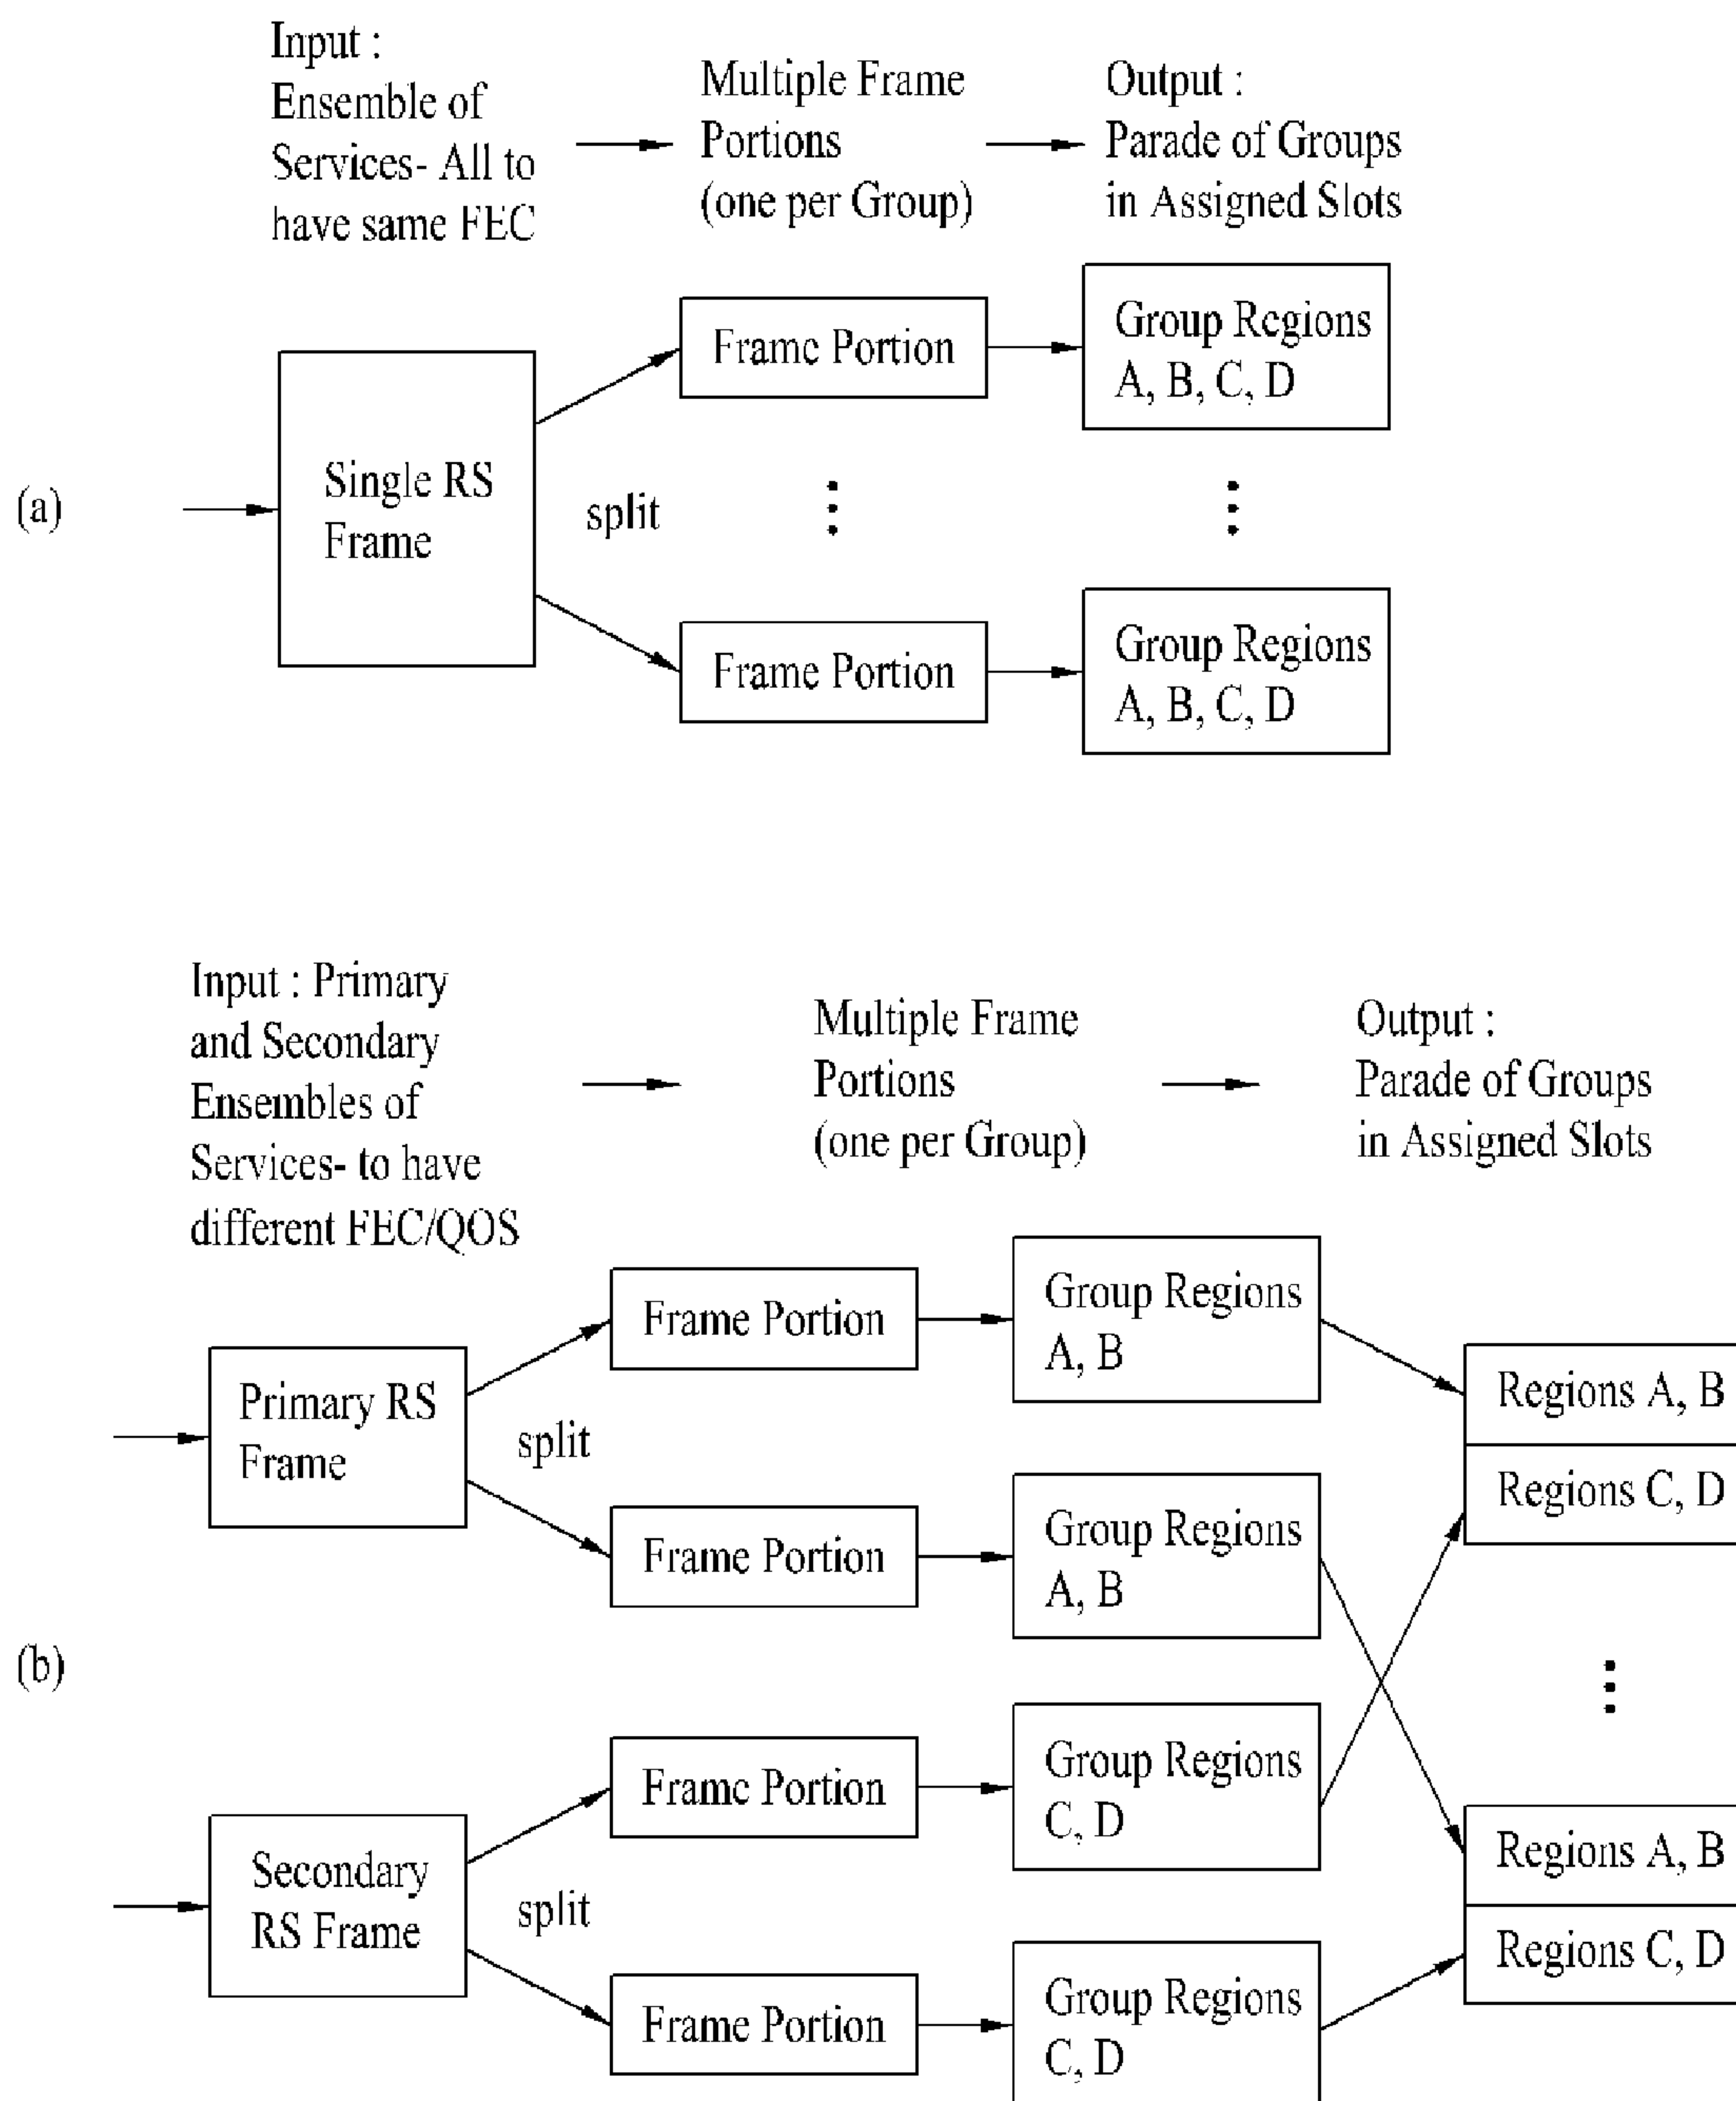 Input :
Ensemble of
Services- All to
have same FEC
Multiple Frame
Portions
(one per Group)
Output :
Parade of Groups
in Assigned Slots
(a)
Single RS
Frame
split
Frame Portion
Group Regions
A, B, C, D
Frame Portion
Group Regions
A, B, C, D
Input : Primary
and Secondary
Ensembles of
Services- to have
different FEC/QOS
Multiple Frame
Portions
(one per Group)
Output :
Parade of Groups
in Assigned Slots
(b)
Primary RS
Frame
split
Frame Portion
Group Regions
A, B
Frame Portion
Group Regions
A, B
Regions A, B
Regions C, D
Secondary
RS Frame
split
Frame Portion
Group Regions
C, D
Frame Portion
Group Regions
C, D
Regions A, B
Regions C, D